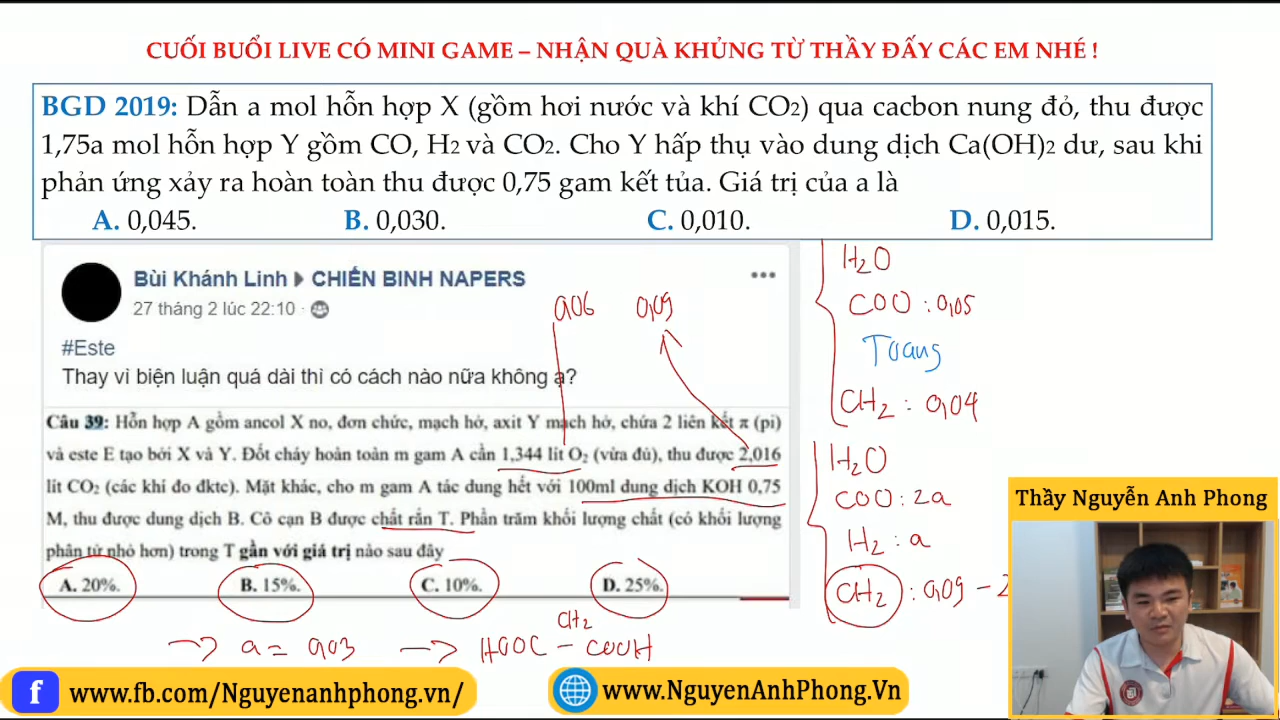 CUỐI BUỔI LIVE CÓ MINI GAME – NHẬN QUÀ KHỦNG TỪ THẦY ĐẤY CÁC EM NHÉ !
BGD 2019: Dẫn a mol hỗn hợp X (gồm hơi nước và khí CO2) qua cacbon nung đỏ, thu được
1,75a mol hỗn hợp Y gồm CO, H2 và CO2. Cho Y hấp thụ vào dung dịch Ca(OH)2 dư, sau khi
phản ứng xảy ra hoàn toàn thu được 0,75 gam kết tủa. Giá trị của a là
A. 0,045. B. 0,030. C. 0,010. D. 0,015.
Bùi Khánh Linh ▶ CHIẾN BINH NAPERS
27 tháng 2 lúc 22:10 ·
#Este
Thay vì biện luận quá dài thì có cách nào nữa không ạ?
0,06 0,09
Câu 39: Hỗn hợp A gồm ancol X no, đơn chức, mạch hở, axit Y mạch hở, chứa 2 liên kết π (pi)
và este E tạo bởi X và Y. Đốt cháy hoàn toàn m gam A cần 1,344 lít O2 (vừa đủ), thu được 2,016
lít CO2 (các khí đo đktc). Mặt khác, cho m gam A tác dung hết với 100ml dung dịch KOH 0,75
M, thu được dung dịch B. Cô cạn B được chất rắn T. Phần trăm khối lượng chất (có khối lượng
phân tử nhỏ hơn) trong T gần với giá trị nào sau đây
A. 20%. B. 15%. C. 10%. D. 25%.
H2O
COO : 0,05
Toang
CH2 : 0,04
H2O
COO : 2a
H2 : a
CH2 : 0,09 - 2
→ a = 0,03 → HOOC – COOH
CH2
Thầy Nguyễn Anh Phong
f www.fb.com/Nguyenanhphong.vn/
www.NguyenAnhPhong.Vn